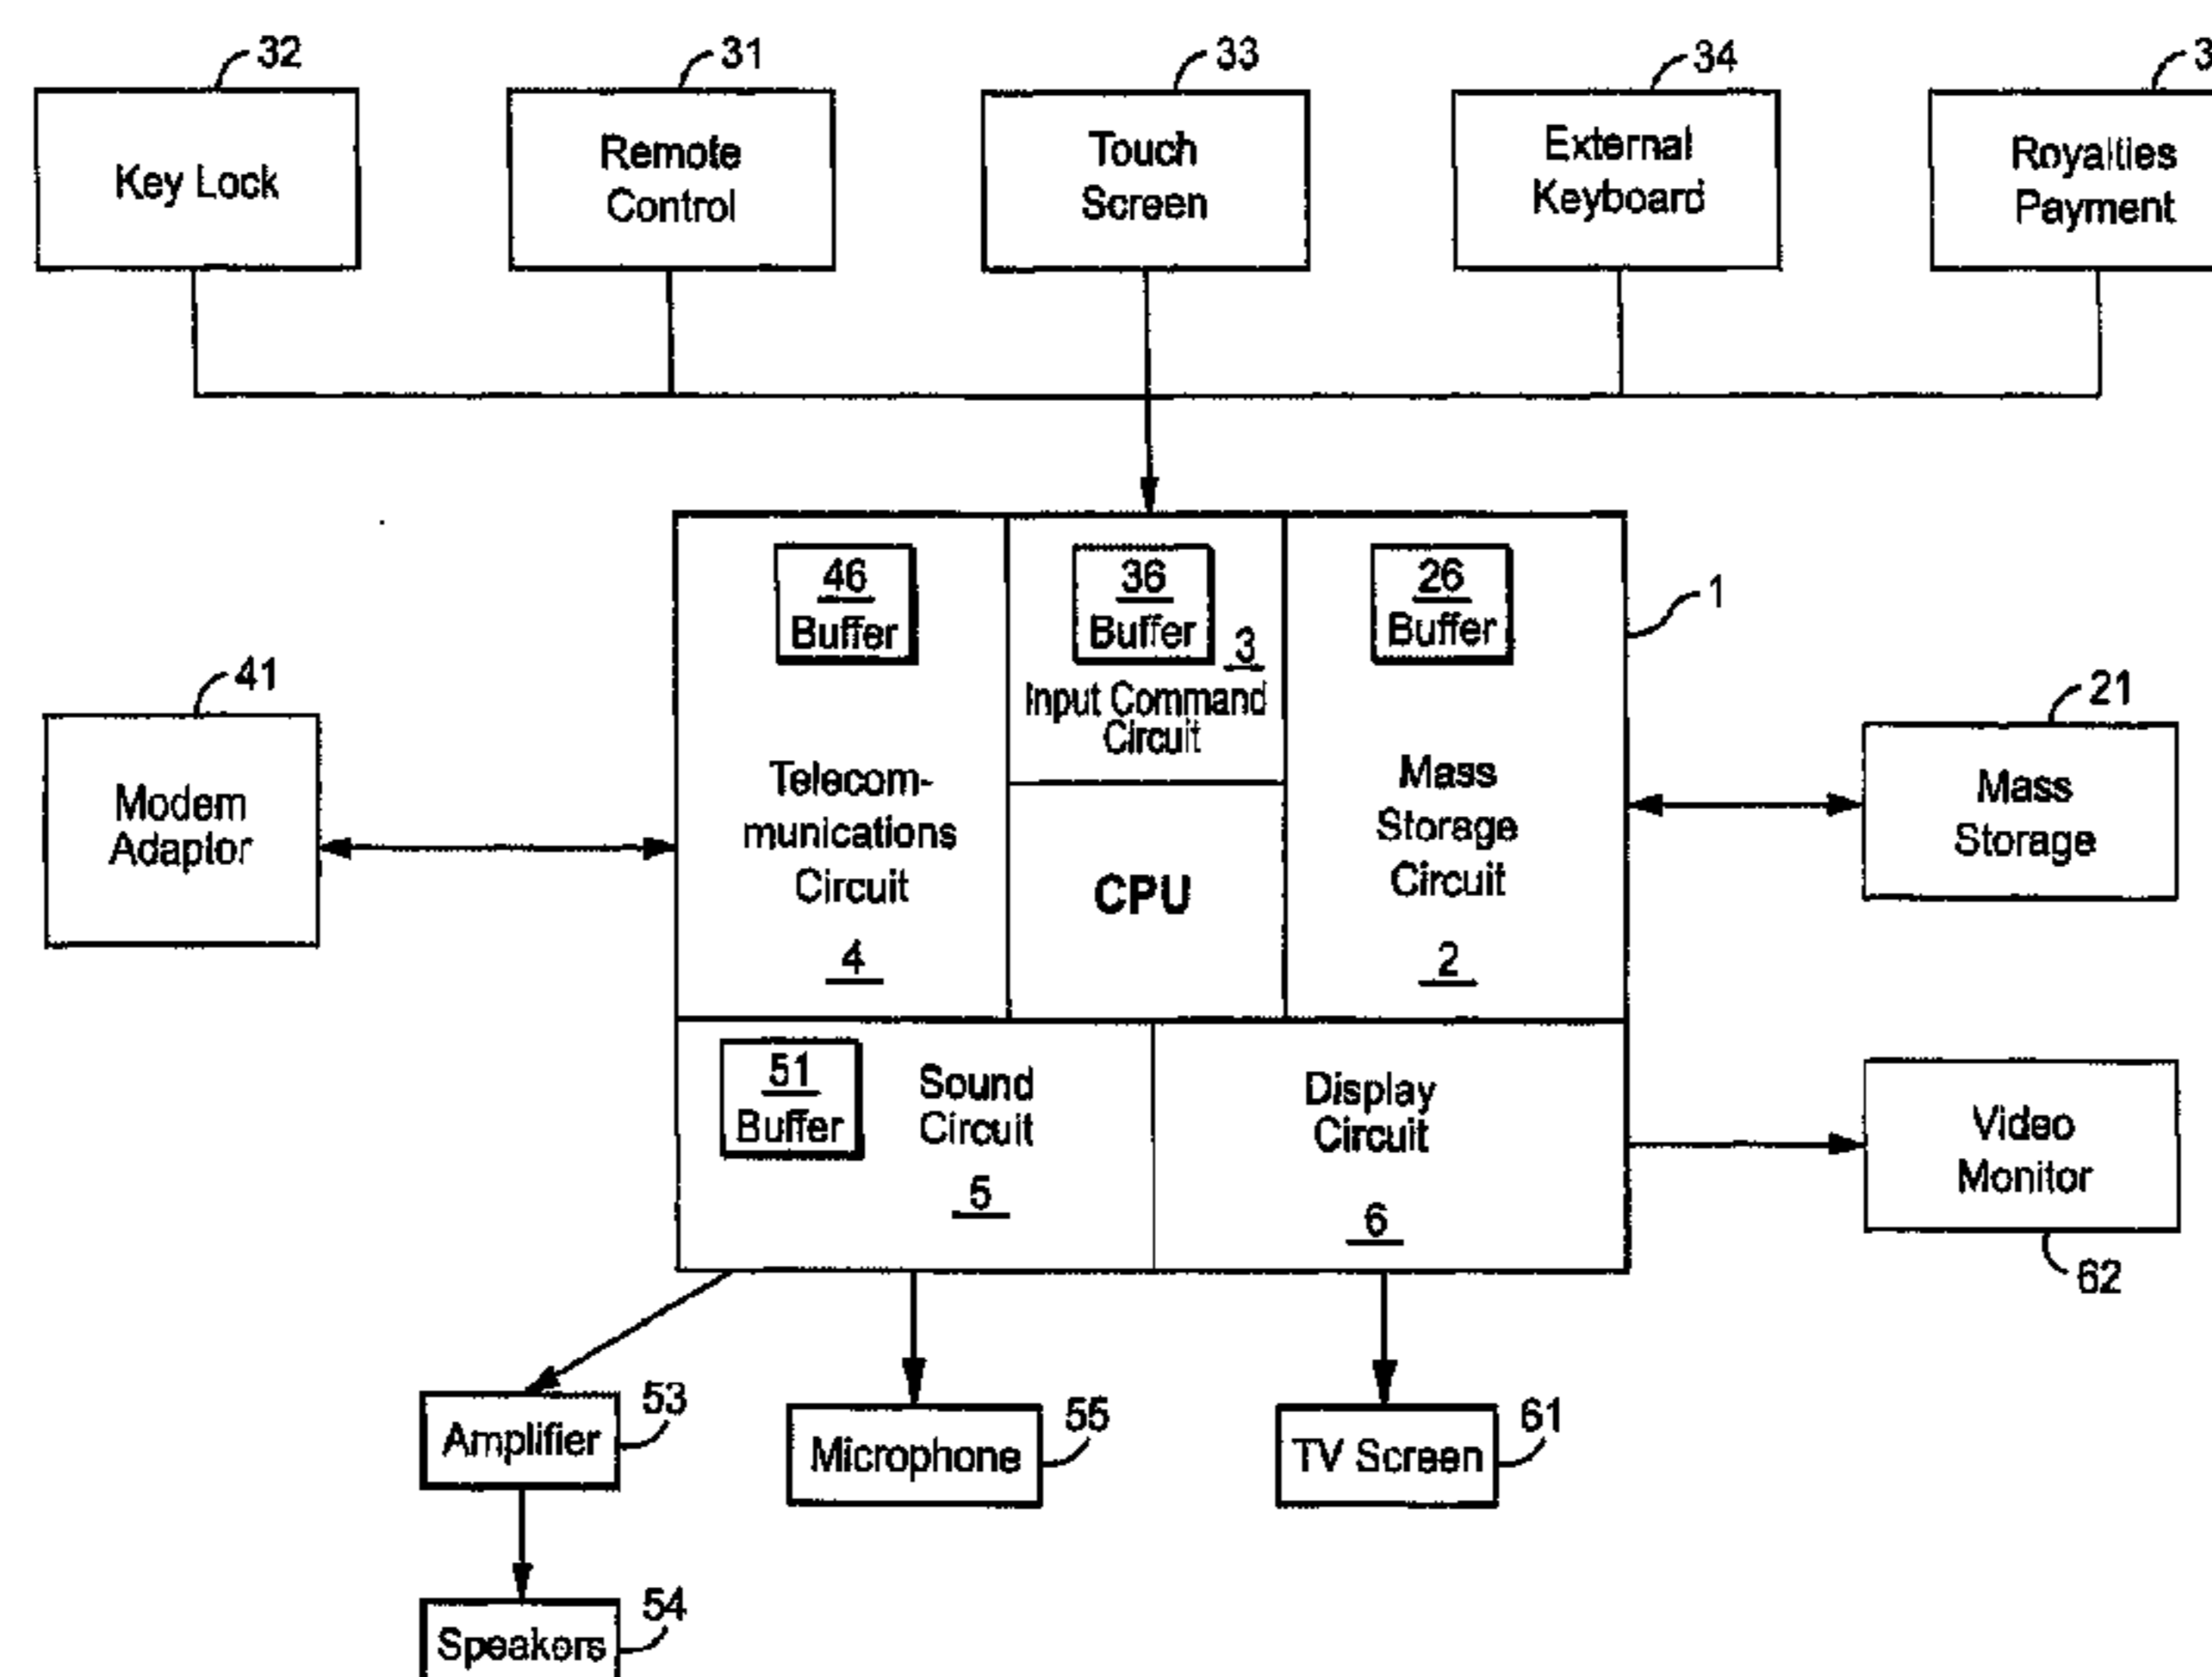 32
31
33
34
3
Key Lock
Remote
Control
Touch
Screen
External
Keyboard
Royalties
Payment
46
Buffer
36
Buffer
3
Input Command
Circuit
26
Buffer
1
41
Modem
Adaptor
Telecom-
munications
Circuit
4
CPU
Mass
Storage
Circuit
2
21
Mass
Storage
51
Buffer
Sound
Circuit
5
Display
Circuit
6
Video
Monitor
62
Amplifier
53
Microphone
55
TV Screen
61
Speakers
54